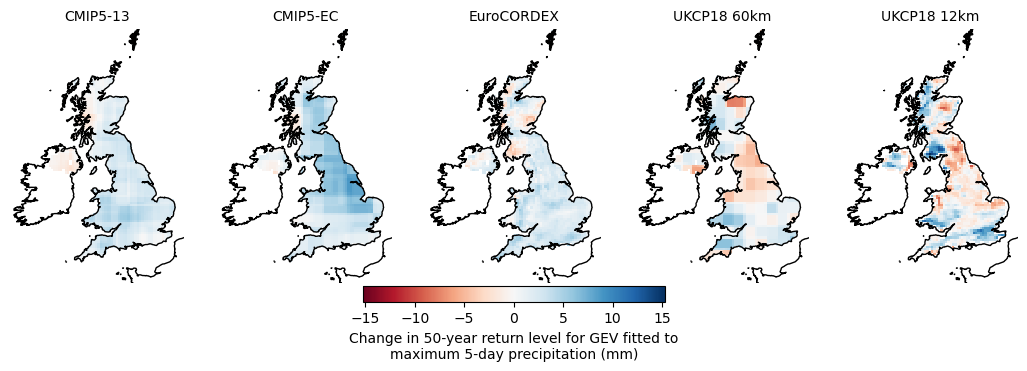 CMIP5-13 CMIP5-EC EuroCORDEX UKCP18 60km UKCP18 12km
−15 −10 −5 0 5 10 15
Change in 50-year return level for GEV fitted to
maximum 5-day precipitation (mm)